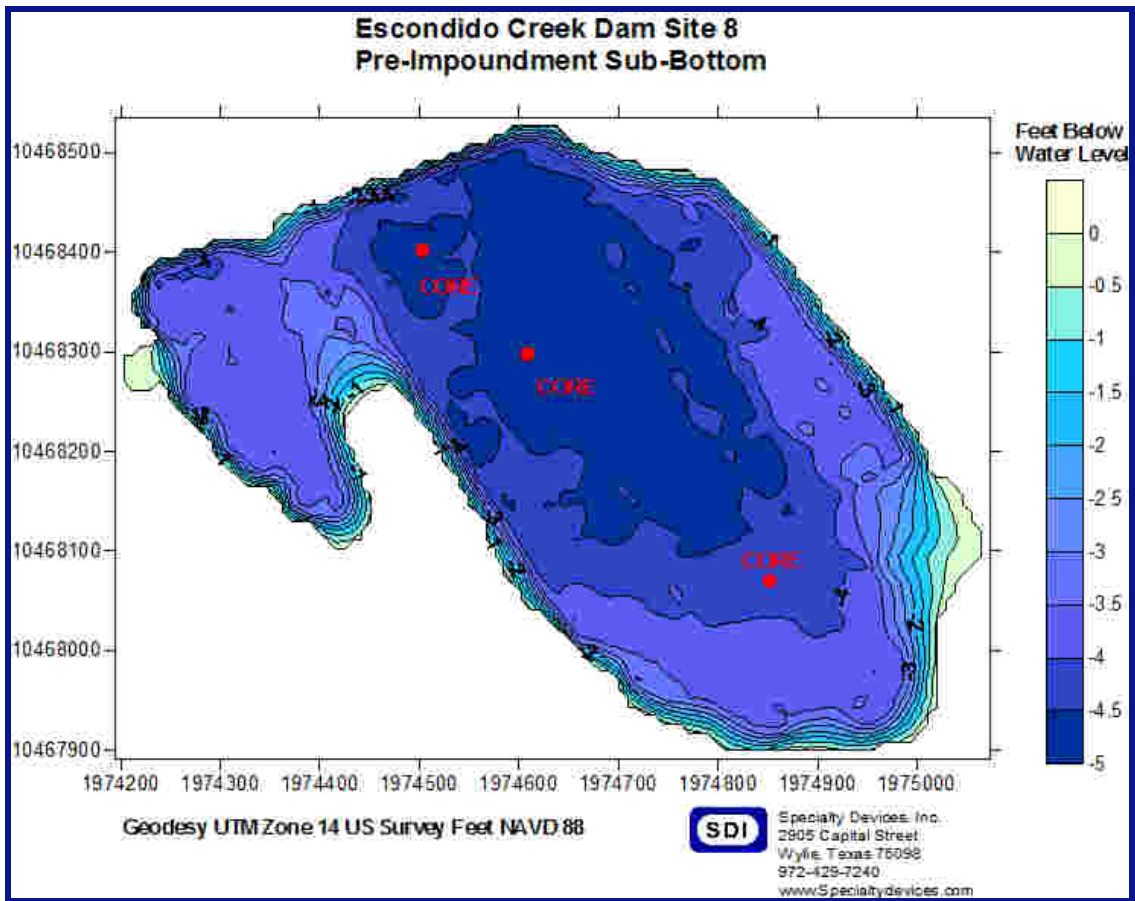 Escondido Creek Dam Site 8
Pre-Impoundment Sub-Bottom
Feet Below
Water Level
0
-0.5
-1
-1.5
-2
-2.5
-3
-3.5
-4
-4.5
-5
10468500
10468400
10468300
10468200
10468100
10468000
10467900
CORE
CORE
CORE
-4
-2
-3
1974200 1974300 1974400 1974500 1974600 1974700 1974800 1974900 1975000
Geodesy UTM Zone 14 US Survey Feet NAVD 88
SDI
Specialty Devices, Inc.
2905 Capital Street
Wylie, Texas 75098
972-429-7240
www.Specialtydevices.com